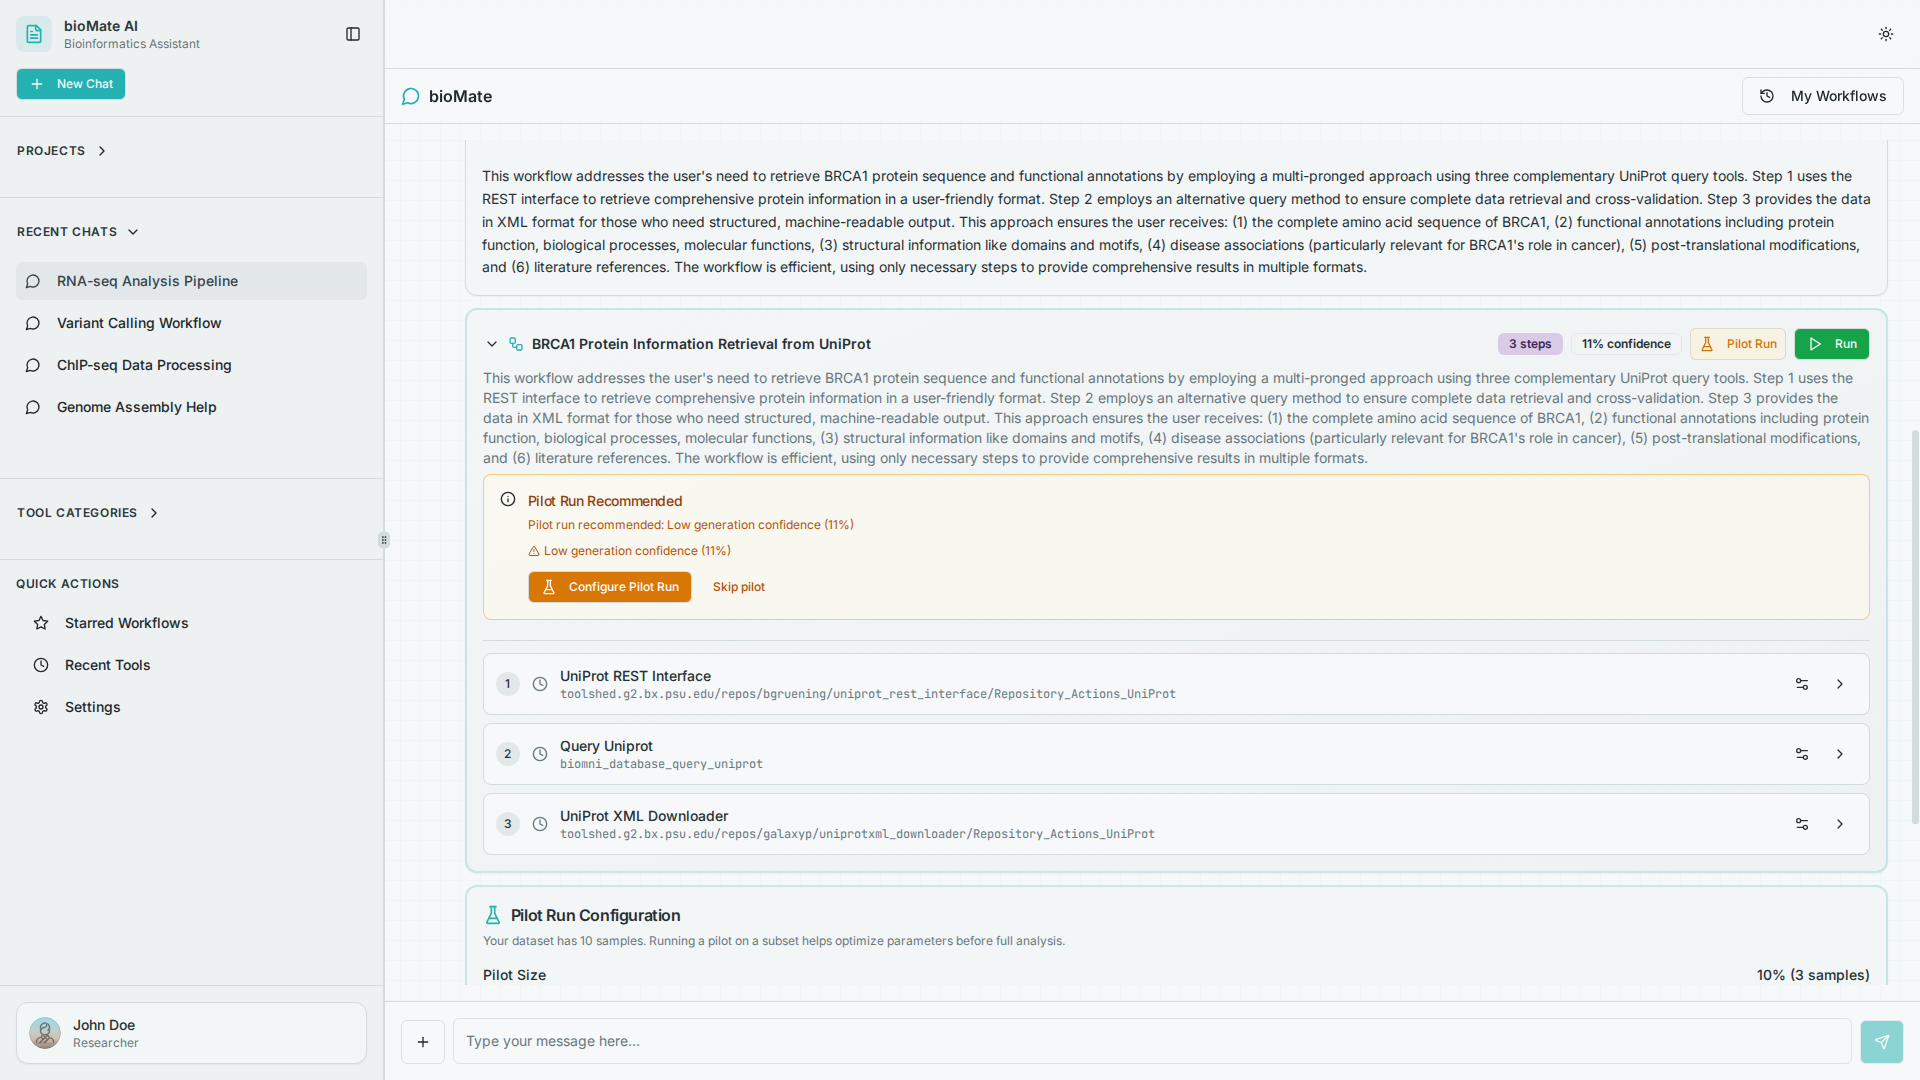 bioMate AI
Bioinformatics Assistant
New Chat
PROJECTS
RECENT CHATS
RNA-seq Analysis Pipeline
Variant Calling Workflow
ChIP-seq Data Processing
Genome Assembly Help
TOOL CATEGORIES
QUICK ACTIONS
Starred Workflows
Recent Tools
Settings
John Doe
Researcher
bioMate
My Workflows
This workflow addresses the user's need to retrieve BRCA1 protein sequence and functional annotations by employing a multi-pronged approach using three complementary UniProt query tools. Step 1 uses the
REST interface to retrieve comprehensive protein information in a user-friendly format. Step 2 employs an alternative query method to ensure complete data retrieval and cross-validation. Step 3 provides the data
in XML format for those who need structured, machine-readable output. This approach ensures the user receives: (1) the complete amino acid sequence of BRCA1, (2) functional annotations including protein
function, biological processes, molecular functions, (3) structural information like domains and motifs, (4) disease associations (particularly relevant for BRCA1's role in cancer), (5) post-translational modifications,
and (6) literature references. The workflow is efficient, using only necessary steps to provide comprehensive results in multiple formats.
BRCA1 Protein Information Retrieval from UniProt
3 steps
11% confidence
Pilot Run
Run
This workflow addresses the user's need to retrieve BRCA1 protein sequence and functional annotations by employing a multi-pronged approach using three complementary UniProt query tools. Step 1 uses the
REST interface to retrieve comprehensive protein information in a user-friendly format. Step 2 employs an alternative query method to ensure complete data retrieval and cross-validation. Step 3 provides the
data in XML format for those who need structured, machine-readable output. This approach ensures the user receives: (1) the complete amino acid sequence of BRCA1, (2) functional annotations including protein
function, biological processes, molecular functions, (3) structural information like domains and motifs, (4) disease associations (particularly relevant for BRCA1's role in cancer), (5) post-translational modifications,
and (6) literature references. The workflow is efficient, using only necessary steps to provide comprehensive results in multiple formats.
Pilot Run Recommended
Pilot run recommended: Low generation confidence (11%)
Low generation confidence (11%)
Configure Pilot Run
Skip pilot
1
UniProt REST Interface
toolshed.g2.bx.psu.edu/repos/bgruening/uniprot_rest_interface/Repository_Actions_UniProt
2
Query Uniprot
biomni_database_query_uniprot
3
UniProt XML Downloader
toolshed.g2.bx.psu.edu/repos/galaxyp/uniprotxml_downloader/Repository_Actions_UniProt
Pilot Run Configuration
Your dataset has 10 samples. Running a pilot on a subset helps optimize parameters before full analysis.
Pilot Size
10% (3 samples)
Type your message here...